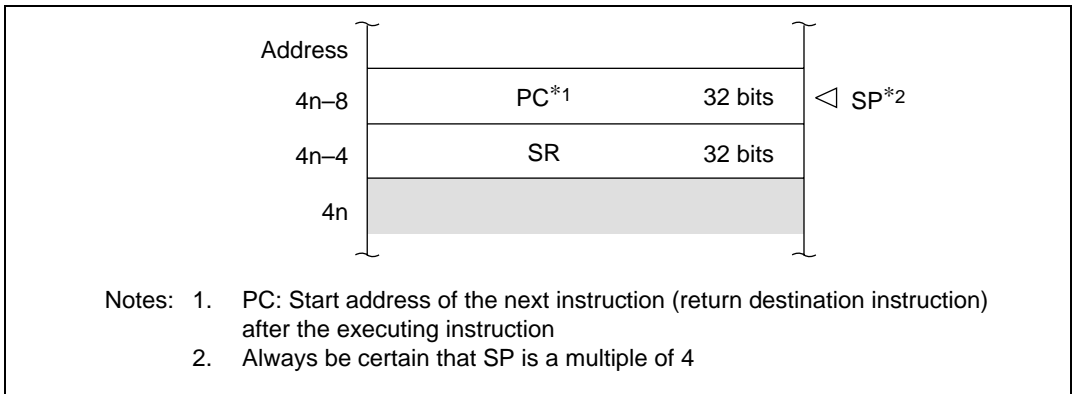 Address
4n–8 PC*1 32 bits ◁ SP*2
4n–4 SR 32 bits
4n
Notes: 1. PC: Start address of the next instruction (return destination instruction)
after the executing instruction
2. Always be certain that SP is a multiple of 4